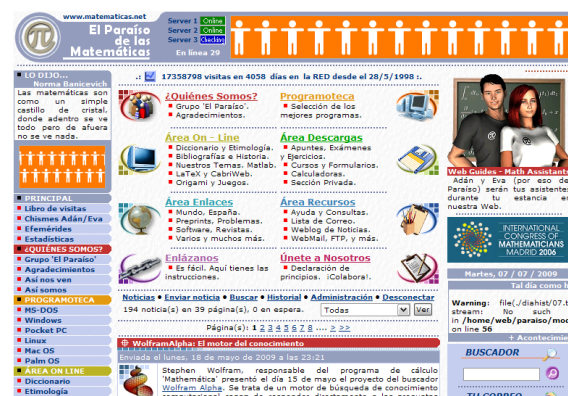 www.matematicas.net
El Paraíso
de las
Matemáticas
Server 1 Online
Server 2 Online
Server 3 Checking
En linea 29
LO DIJO...
Norma Banicevich
Las matemáticas son
como un simple
castillo de cristal,
donde adentro se ve
todo pero de afuera
no se ve nada.
PRINCIPAL
Libro de visitas
Chismes Adán/Eva
Efemérides
Estadísticas
¿QUIÉNES SOMOS?
Grupo 'El Paraíso'
Agradecimientos
Así nos ven
Así somos
PROGRAMOTECA
MS-DOS
Windows
Pocket PC
Linux
Mac OS
Palm OS
ÁREA ON LINE
Diccionario
Etimología
.: 17358798 visitas en 4058 días en la RED desde el 28/5/1998 :.
¿Quiénes Somos?
Grupo 'El Paraíso'.
Agradecimientos.
Programoteca
Selección de los
mejores programas.
Área On - Line
Diccionario y Etimología.
Bibliografías e Historia.
Nuestros Temas. Matlab.
LaTeX y CabriWeb.
Origami y Juegos.
Área Descargas
Apuntes, Exámenes
y Ejercicios.
Cursos y Formularios.
Calculadoras.
Sección Privada.
Área Enlaces
Mundo, España.
Preprints, Problemas.
Software, Revistas.
Varios y muchos más.
Área Recursos
Ayuda y Consultas.
Lista de Correo.
Weblog de Noticias.
WebMail, FTP, y más.
Enlázanos
Es fácil. Aquí tienes las
instrucciones.
Únete a Nosotros
Declaración de
principios. ¡Colabora!.
Noticias • Enviar noticia • Buscar • Historial • Administración • Desconectar
194 noticia(s) en 39 página(s), 0 en espera. Todas Ver
Página(s): 1 2 3 4 5 6 7 8 .... > >>
WolframAlpha: El motor del conocimiento
Enviada el lunes, 18 de mayo de 2009 a las 23:21
Stephen Wolfram, responsable del programa de cálculo
'Mathematica' presentó el día 15 de mayo el proyecto del buscador
Wolfram Alpha. Se trata de un motor de búsqueda de conocimiento
Web Guides - Math Assistants
Adán y Eva (por eso de
Paraíso) serán tus asistentes
durante tu estancia en
nuestra Web.
INTERNATIONAL
CONGRESS OF
MATHEMATICIANS
MADRID 2006
Martes, 07 / 07 / 2009
Tal día como h
Warning: file(./diahist/07.t
stream: No such
in /home/web/paraiso/mod
on line 56
+ Acontecimie
BUSCADOR
TU CORREO